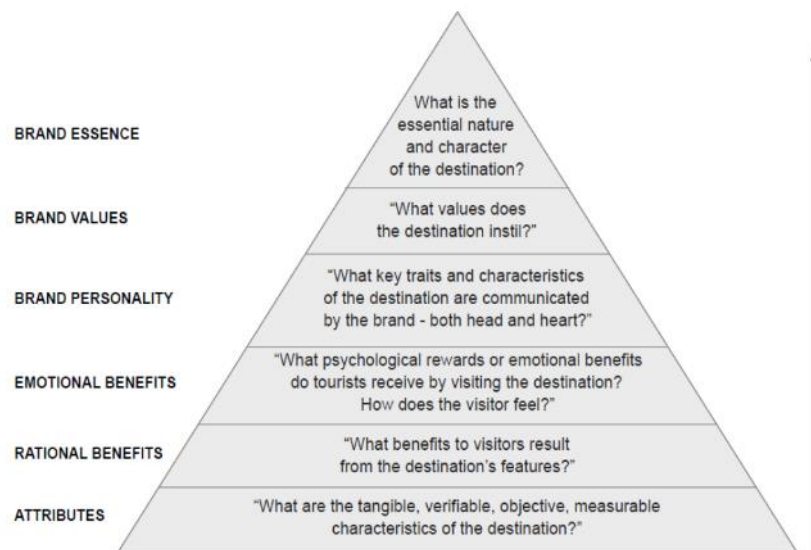 What is the
essential nature
BRAND ESSENCE
and character
of the destination?
BRAND VALUES
“What values does
the destination instil?”
“What key traits and characteristics
BRAND PERSONALITY
of the destination are communicated
by the brand - both head and heart?”
“What psychological rewards or emotional benefits
EMOTIONAL BENEFITS
do tourists receive by visiting the destination?
How does the visitor feel?”
RATIONAL BENEFITS
“What benefits to visitors result
from the destination’s features?”
ATTRIBUTES
“What are the tangible, verifiable, objective, measurable
characteristics of the destination?”